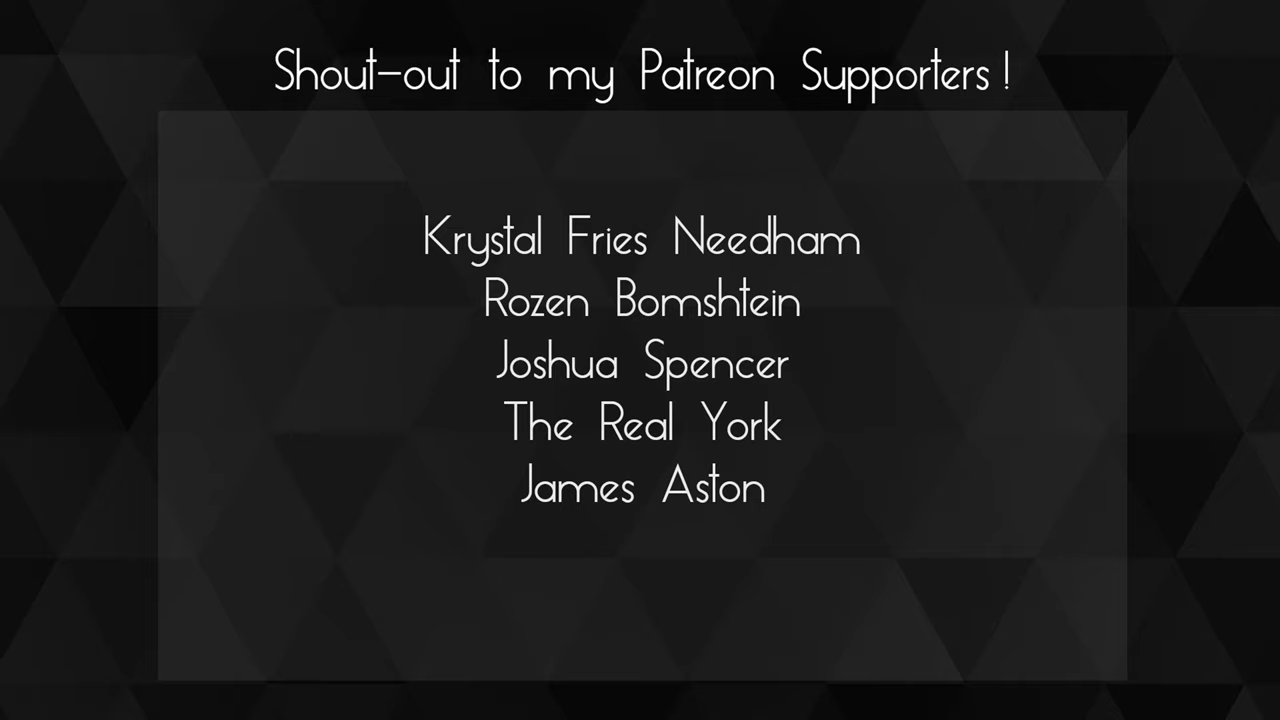 Shout-out to my Patreon Supporters!
Krystal Fries Needham
Rozen Bomshtein
Joshua Spencer
The Real York
James Aston